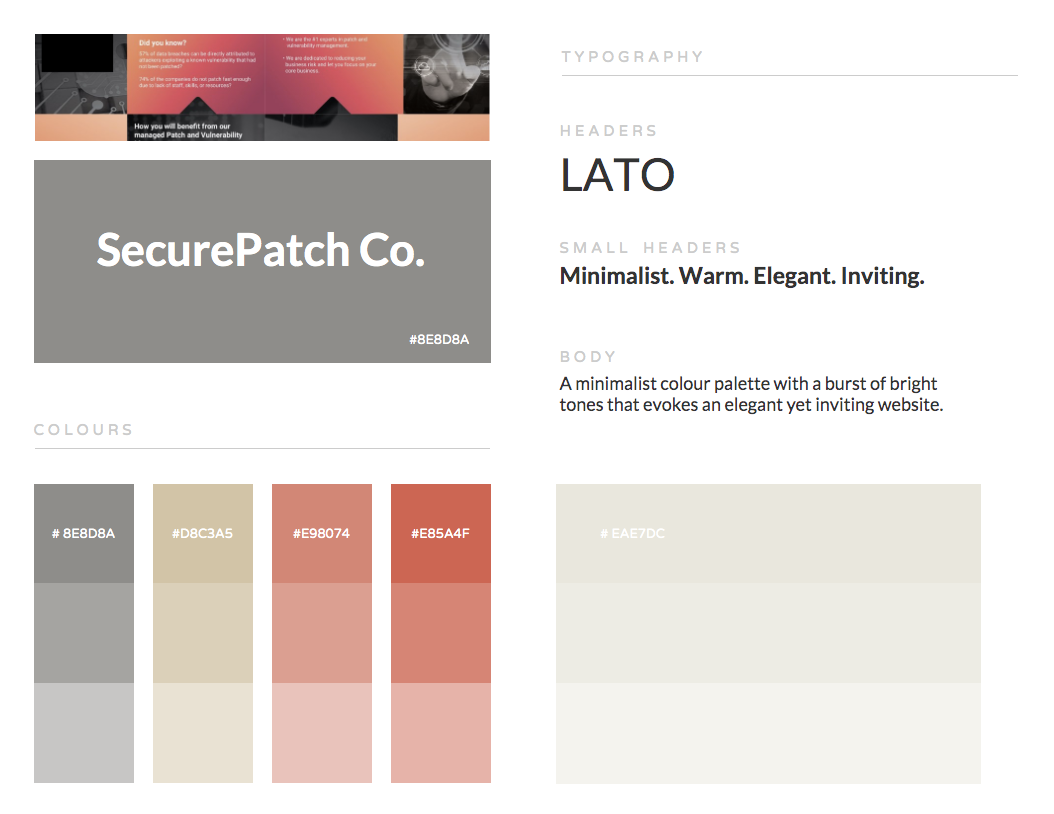 Did you know?
57% of data breaches can be directly attributed to
attackers exploring a known vulnerability that had
not been patched?
74% of the companies do not patch fast enough
due to lack of staff, skills, or resources?
• We are the #1 experts in patch and
vulnerability management.
• We are dedicated to reducing your
business risk and let you focus on your
core business.
How you will benefit from our
managed Patch and Vulnerability
SecurePatch Co.
#8E8D8A
COLOURS
# 8E8D8A
#D8C3A5
#E98074
#E85A4F
TYPOGRAPHY
HEADERS
LATO
SMALL HEADERS
Minimalist. Warm. Elegant. Inviting.
BODY
A minimalist colour palette with a burst of bright
tones that evokes an elegant yet inviting website.
# EAE7DC